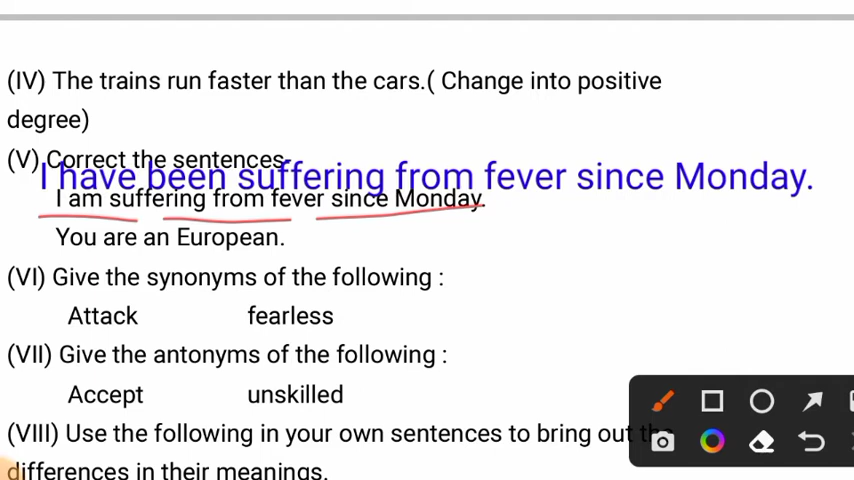 (IV) The trains run faster than the cars.( Change into positive
degree)
(V) Correct the sentences.
I have been suffering from fever since Monday.
I am suffering from fever since Monday.
You are an European.
(VI) Give the synonyms of the following :
Attack fearless
(VII) Give the antonyms of the following :
Accept unskilled
(VIII) Use the following in your own sentences to bring out the
differences in their meanings.